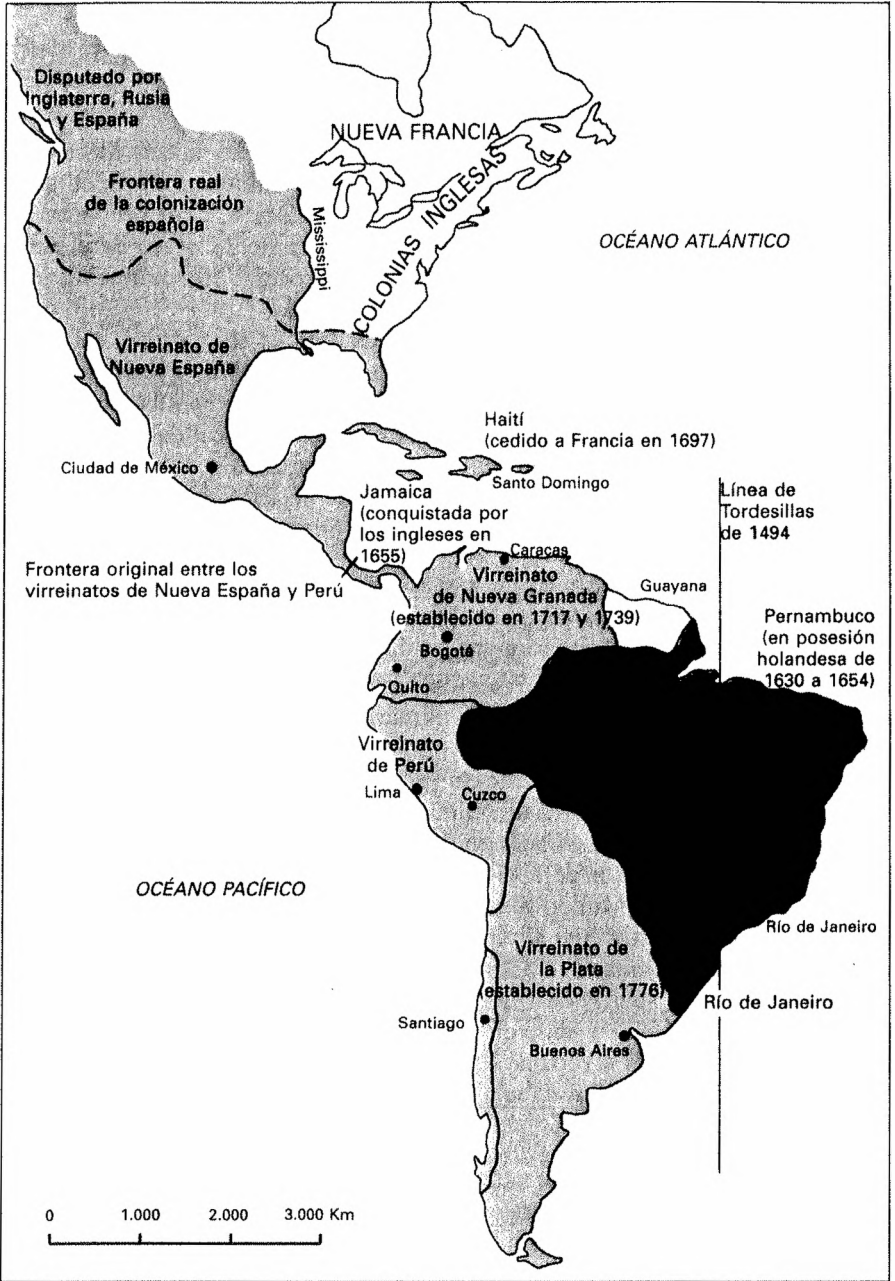 Disputado por
Inglaterra, Rusia
y España
NUEVA FRANCIA
COLONIAS INGLESAS
Frontera real
de la colonización
española
Mississippi
OCÉANO ATLÁNTICO
Virreinato de
Nueva España
Haití
(cedido a Francia en 1697)
Ciudad de México
Santo Domingo
Jamaica
(conquistada por
los ingleses en
1655)
Línea de
Tordesillas
de 1494
Frontera original entre los
virreinatos de Nueva España y Perú
Caracas
Virreinato
de Nueva Granada
(establecido en 1717 y 1739)
Guayana
Pernambuco
(en posesión
holandesa de
1630 a 1654)
Bogotá
Quito
Virreinato
de Perú
Lima
Cuzco
OCÉANO PACÍFICO
Río de Janeiro
Virreinato de
la Plata
(establecido en 1776)
Río de Janeiro
Santiago
Buenos Aires
0 1.000 2.000 3.000 Km